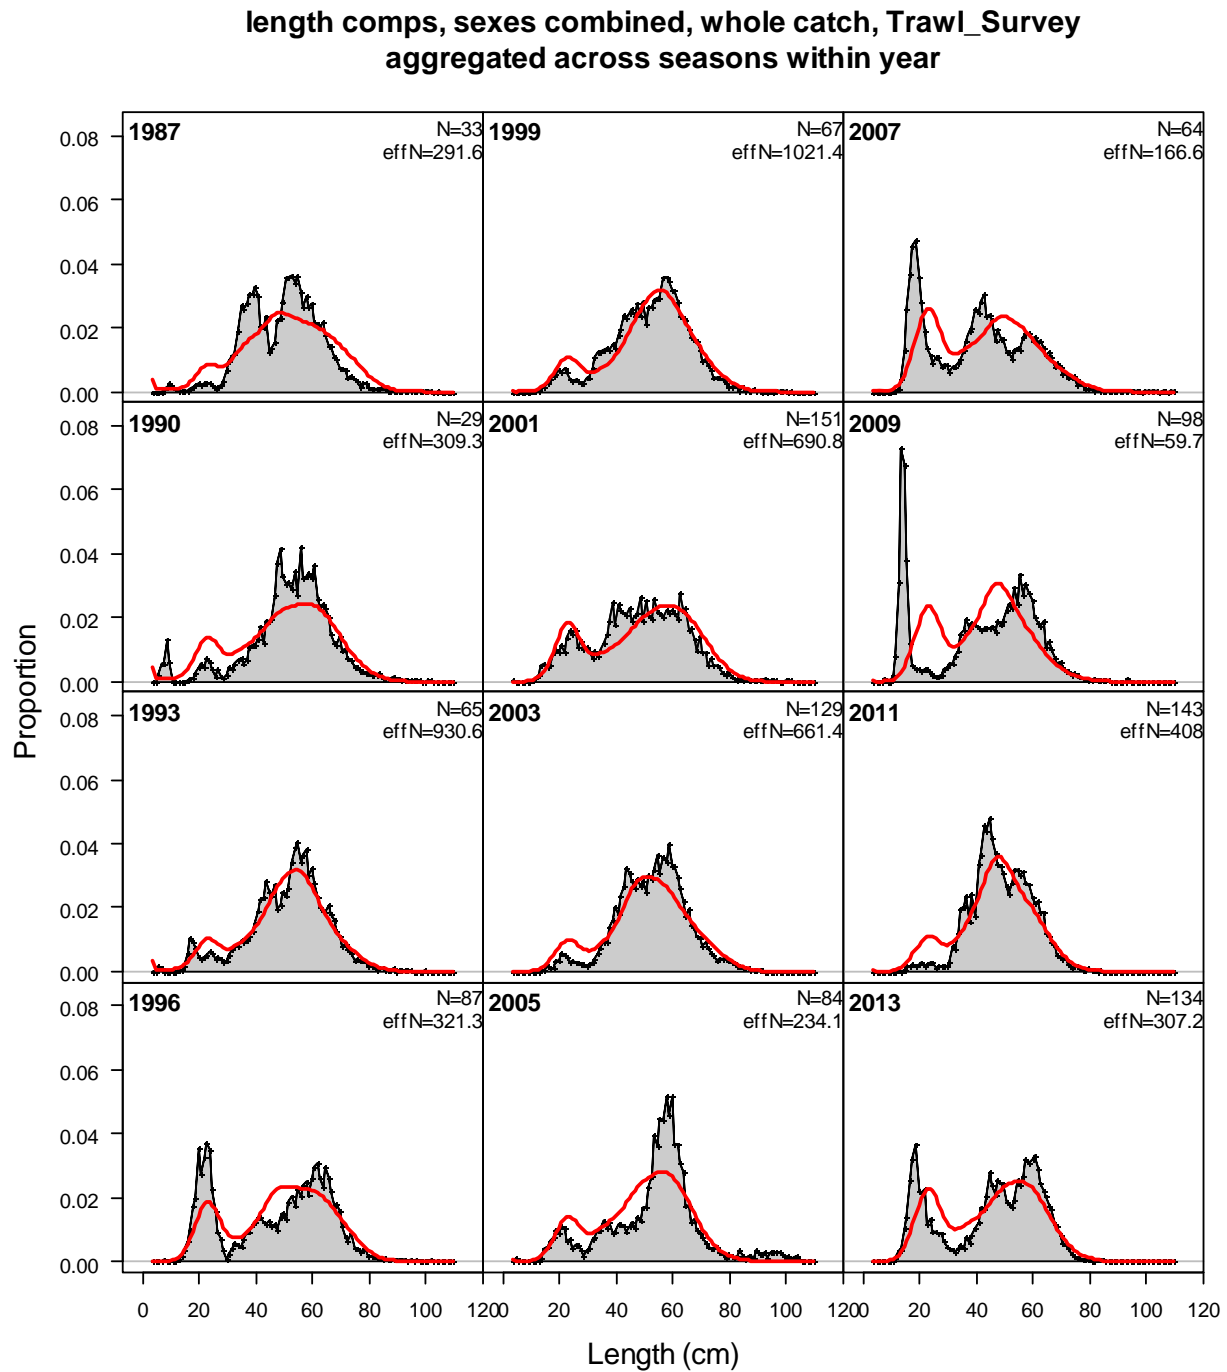 length comps, sexes combined, whole catch, Trawl_Survey
aggregated across seasons within year
Proportion
0.08
0.06
0.04
0.02
0.00
1987
N=33
effN=291.6
1999
N=67
effN=1021.4
2007
N=64
effN=166.6
0.08
0.06
0.04
0.02
0.00
1990
N=29
effN=309.3
2001
N=151
effN=690.8
2009
N=98
effN=59.7
0.08
0.06
0.04
0.02
0.00
1993
N=65
effN=930.6
2003
N=129
effN=661.4
2011
N=143
effN=408
0.08
0.06
0.04
0.02
0.00
1996
N=87
effN=321.3
2005
N=84
effN=234.1
2013
N=134
effN=307.2
0 20 40 60 80 100 120
0 20 40 60 80 100 120
0 20 40 60 80 100 120
Length (cm)